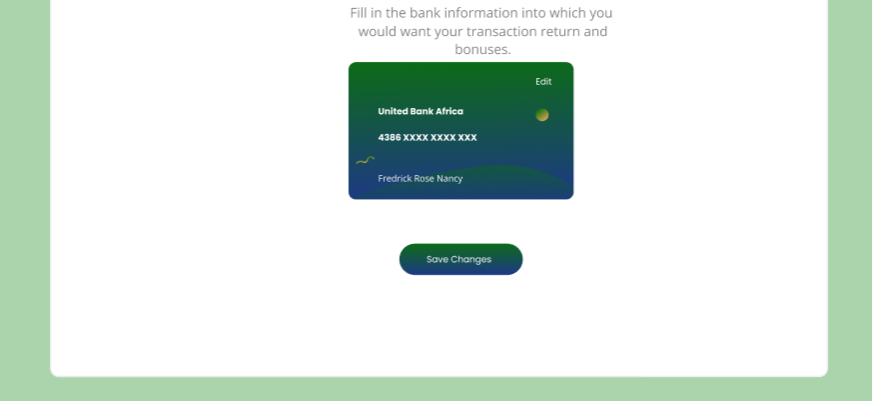 Fill in the bank information into which you
would want your transaction return and
bonuses.
Edit
United Bank Africa
4386 XXXX XXXX XXX
Fredrick Rose Nancy
Save Changes